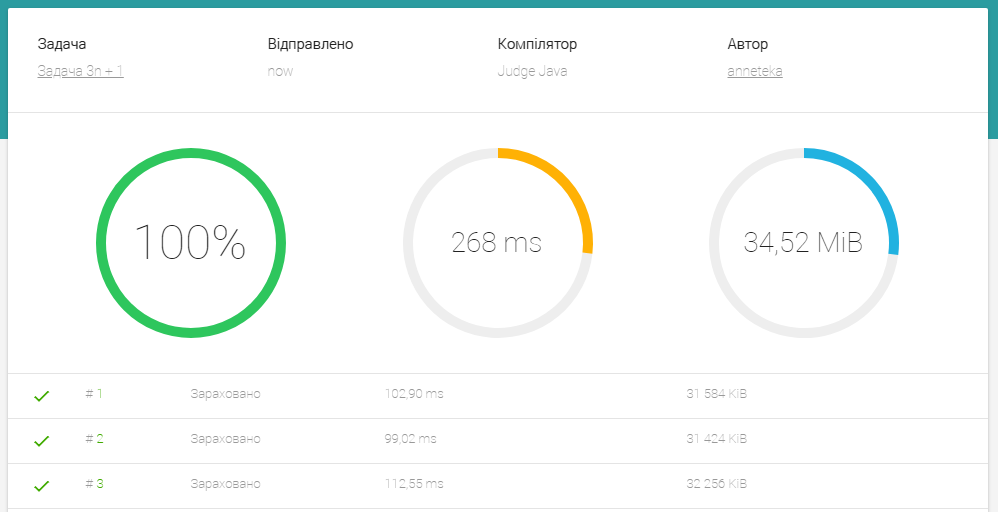 Задача Відправлено Компілятор Автор
Задача 3n + 1 now Judge Java anneteka
100% 268 ms 34,52 MiB
# 1 Зараховано 102,90 ms 31 584 KiB
# 2 Зараховано 99,02 ms 31 424 KiB
# 3 Зараховано 112,55 ms 32 256 KiB